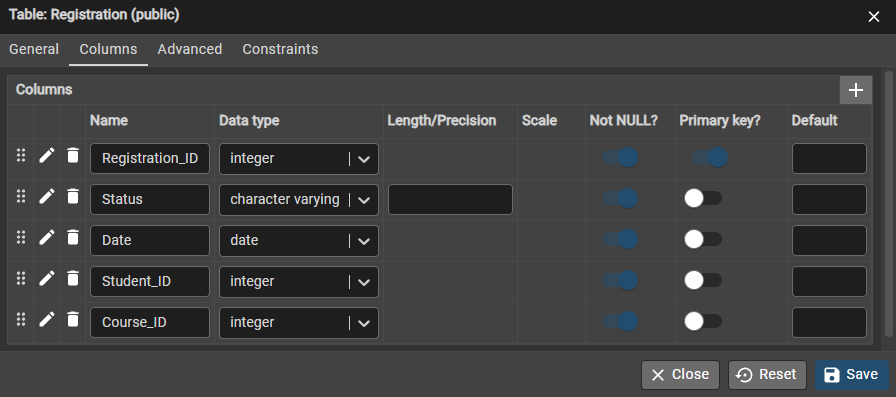 Table: Registration (public)
General Columns Advanced Constraints
Columns
Name Data type Length/Precision Scale Not NULL? Primary key? Default
Registration_ID integer
Status character varying
Date date
Student_ID integer
Course_ID integer
Close Reset Save